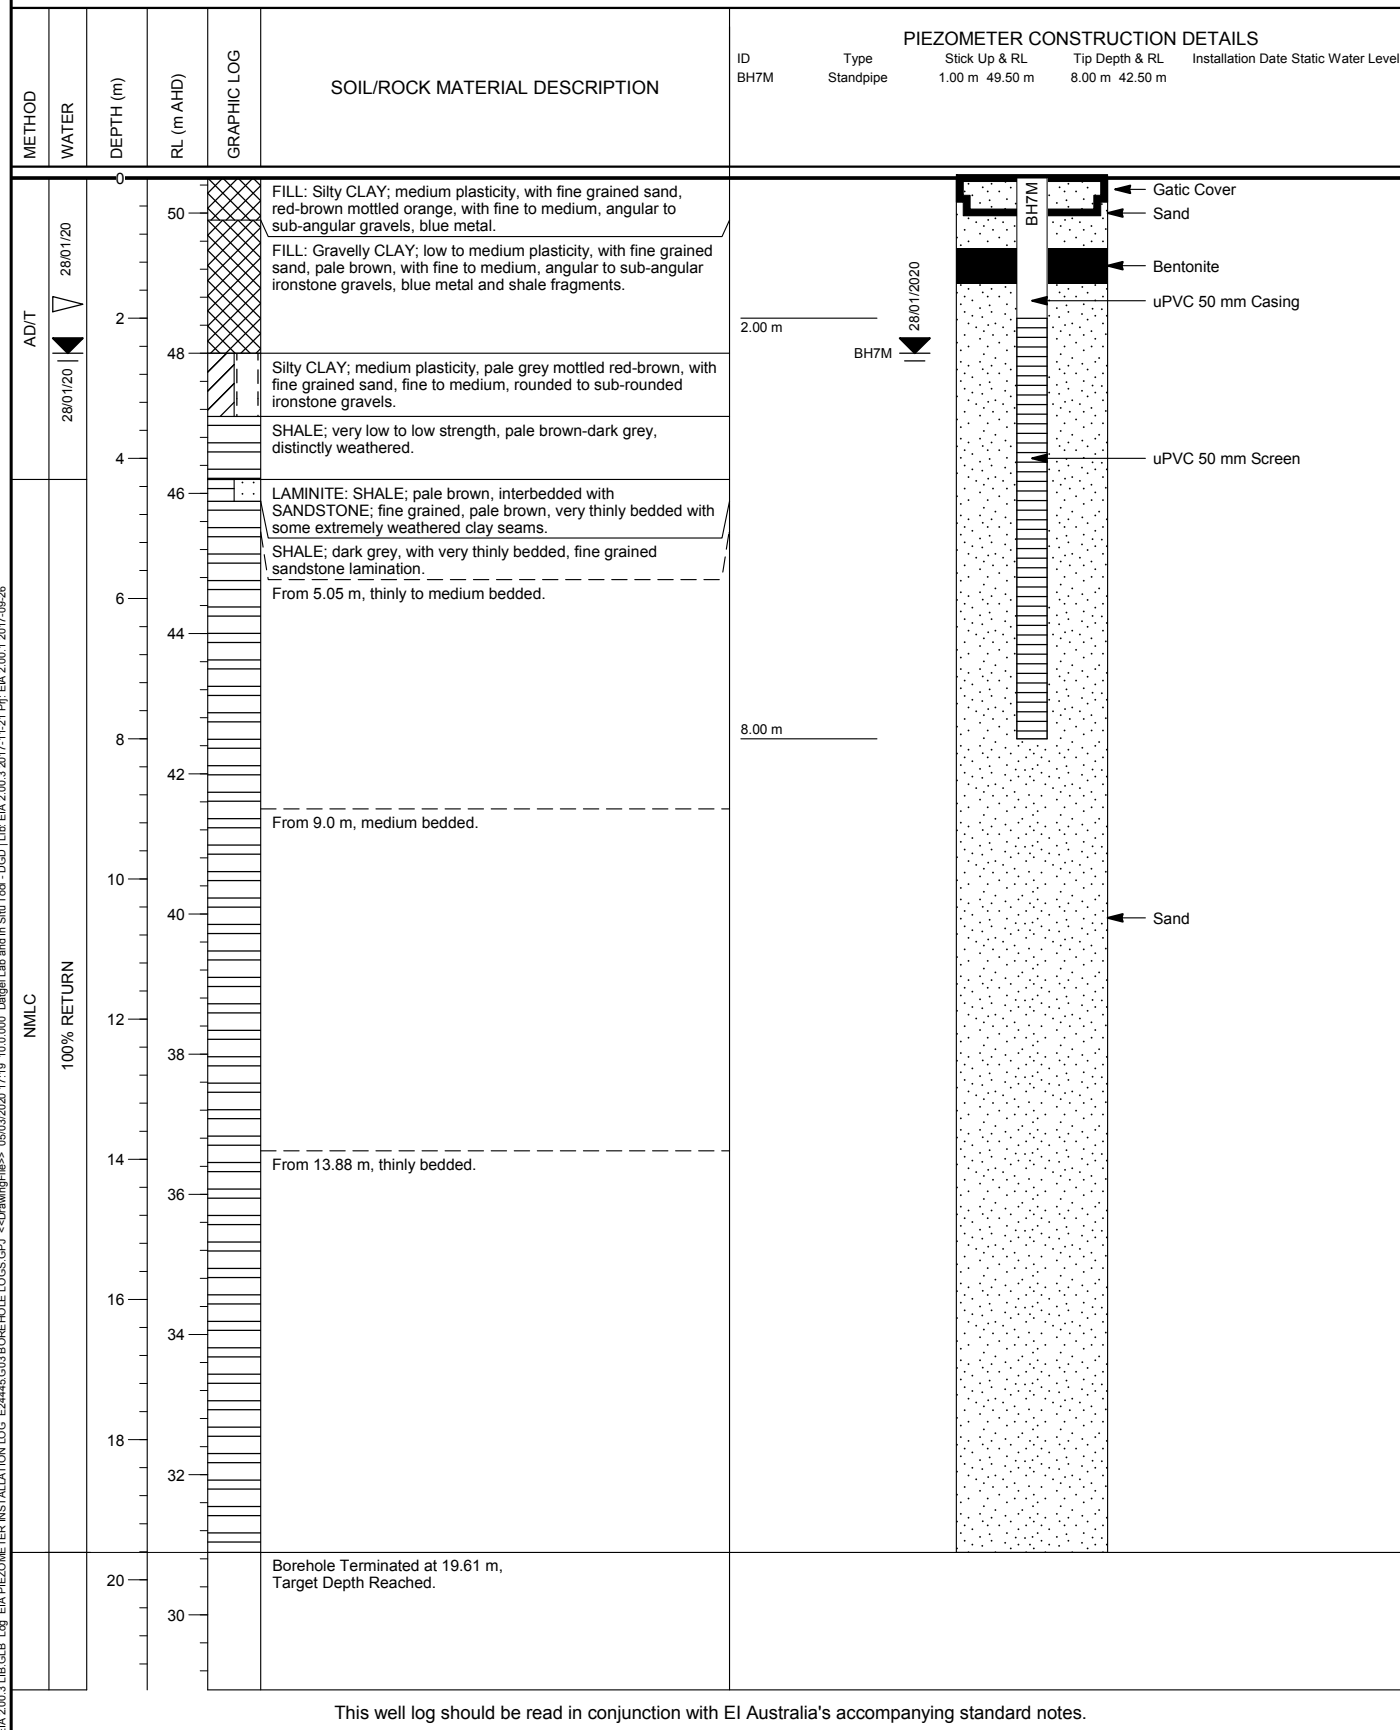 METHOD
WATER
DEPTH (m)
RL (m AHD)
GRAPHIC LOG
SOIL/ROCK MATERIAL DESCRIPTION
PIEZOMETER CONSTRUCTION DETAILS
ID Type Stick Up & RL Tip Depth & RL Installation Date Static Water Level
BH7M Standpipe 1.00 m 49.50 m 8.00 m 42.50 m
AD/T
NMLC
28/01/20
28/01/20
100% RETURN
0
2
4
6
8
10
12
14
16
18
20
50
48
46
44
42
40
38
36
34
32
30
FILL: Silty CLAY; medium plasticity, with fine grained sand,
red-brown mottled orange, with fine to medium, angular to
sub-angular gravels, blue metal.
FILL: Gravelly CLAY; low to medium plasticity, with fine grained
sand, pale brown, with fine to medium, angular to sub-angular
ironstone gravels, blue metal and shale fragments.
Silty CLAY; medium plasticity, pale grey mottled red-brown, with
fine grained sand, fine to medium, rounded to sub-rounded
ironstone gravels.
SHALE; very low to low strength, pale brown-dark grey,
distinctly weathered.
LAMINITE: SHALE; pale brown, interbedded with
SANDSTONE; fine grained, pale brown, very thinly bedded with
some extremely weathered clay seams.
SHALE; dark grey, with very thinly bedded, fine grained
sandstone lamination.
From 5.05 m, thinly to medium bedded.
From 9.0 m, medium bedded.
From 13.88 m, thinly bedded.
Borehole Terminated at 19.61 m,
Target Depth Reached.
2.00 m
8.00 m
BH7M
28/01/2020
BH7M
Gatic Cover
Sand
Bentonite
uPVC 50 mm Casing
uPVC 50 mm Screen
Sand
This well log should be read in conjunction with EI Australia's accompanying standard notes.